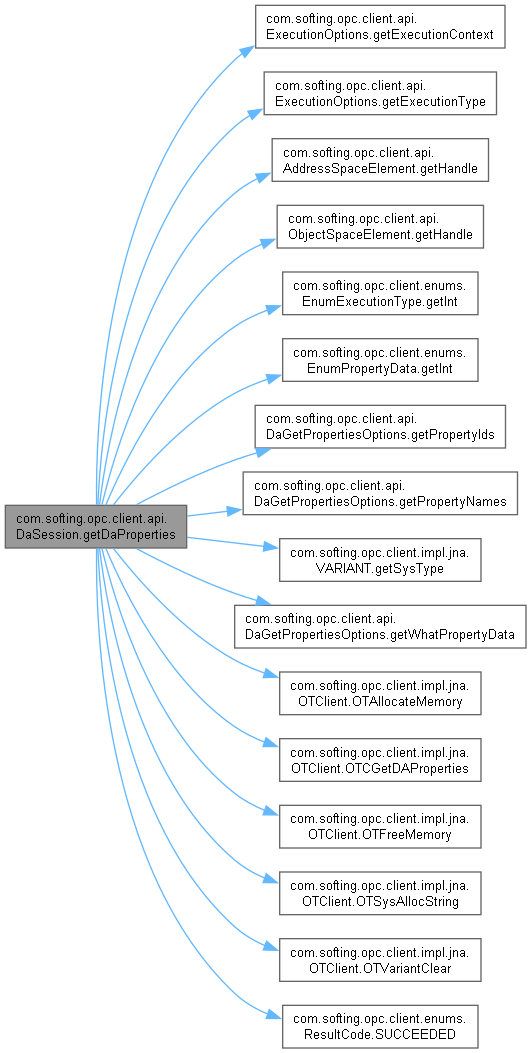 com.softing.opc.client.api.
ExecutionOptions.getExecutionContext
com.softing.opc.client.api.
ExecutionOptions.getExecutionType
com.softing.opc.client.api.
AddressSpaceElement.getHandle
com.softing.opc.client.api.
ObjectSpaceElement.getHandle
com.softing.opc.client.enums.
EnumExecutionType.getInt
com.softing.opc.client.enums.
EnumPropertyData.getInt
com.softing.opc.client.api.
DaGetPropertiesOptions.getPropertyIds
com.softing.opc.client.api.
DaGetPropertiesOptions.getPropertyNames
com.softing.opc.client.api.
DaSession.getDaProperties
com.softing.opc.client.impl.jna.
VARIANT.getSysType
com.softing.opc.client.api.
DaGetPropertiesOptions.getWhatPropertyData
com.softing.opc.client.impl.jna.
OTClient.OTAllocateMemory
com.softing.opc.client.impl.jna.
OTClient.OTCGetDAProperties
com.softing.opc.client.impl.jna.
OTClient.OTFreeMemory
com.softing.opc.client.impl.jna.
OTClient.OTSysAllocString
com.softing.opc.client.impl.jna.
OTClient.OTVariantClear
com.softing.opc.client.enums.
ResultCode.SUCCEEDED